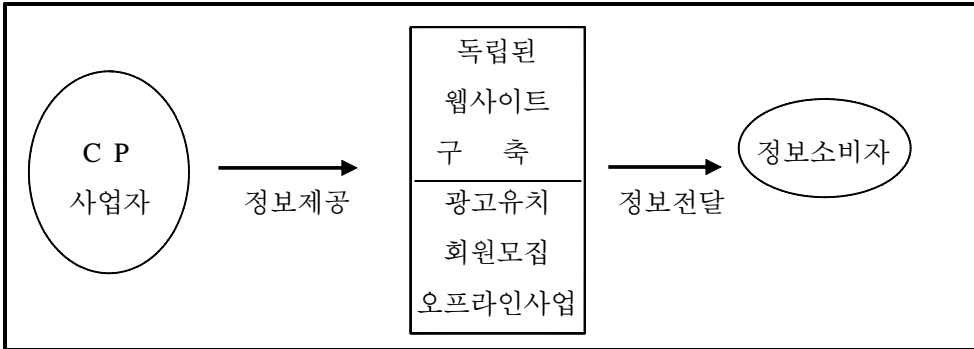 C P
사업자
정보제공
독립된
웹사이트
구 축
광고유치
회원모집
오프라인사업
정보전달
정보소비자